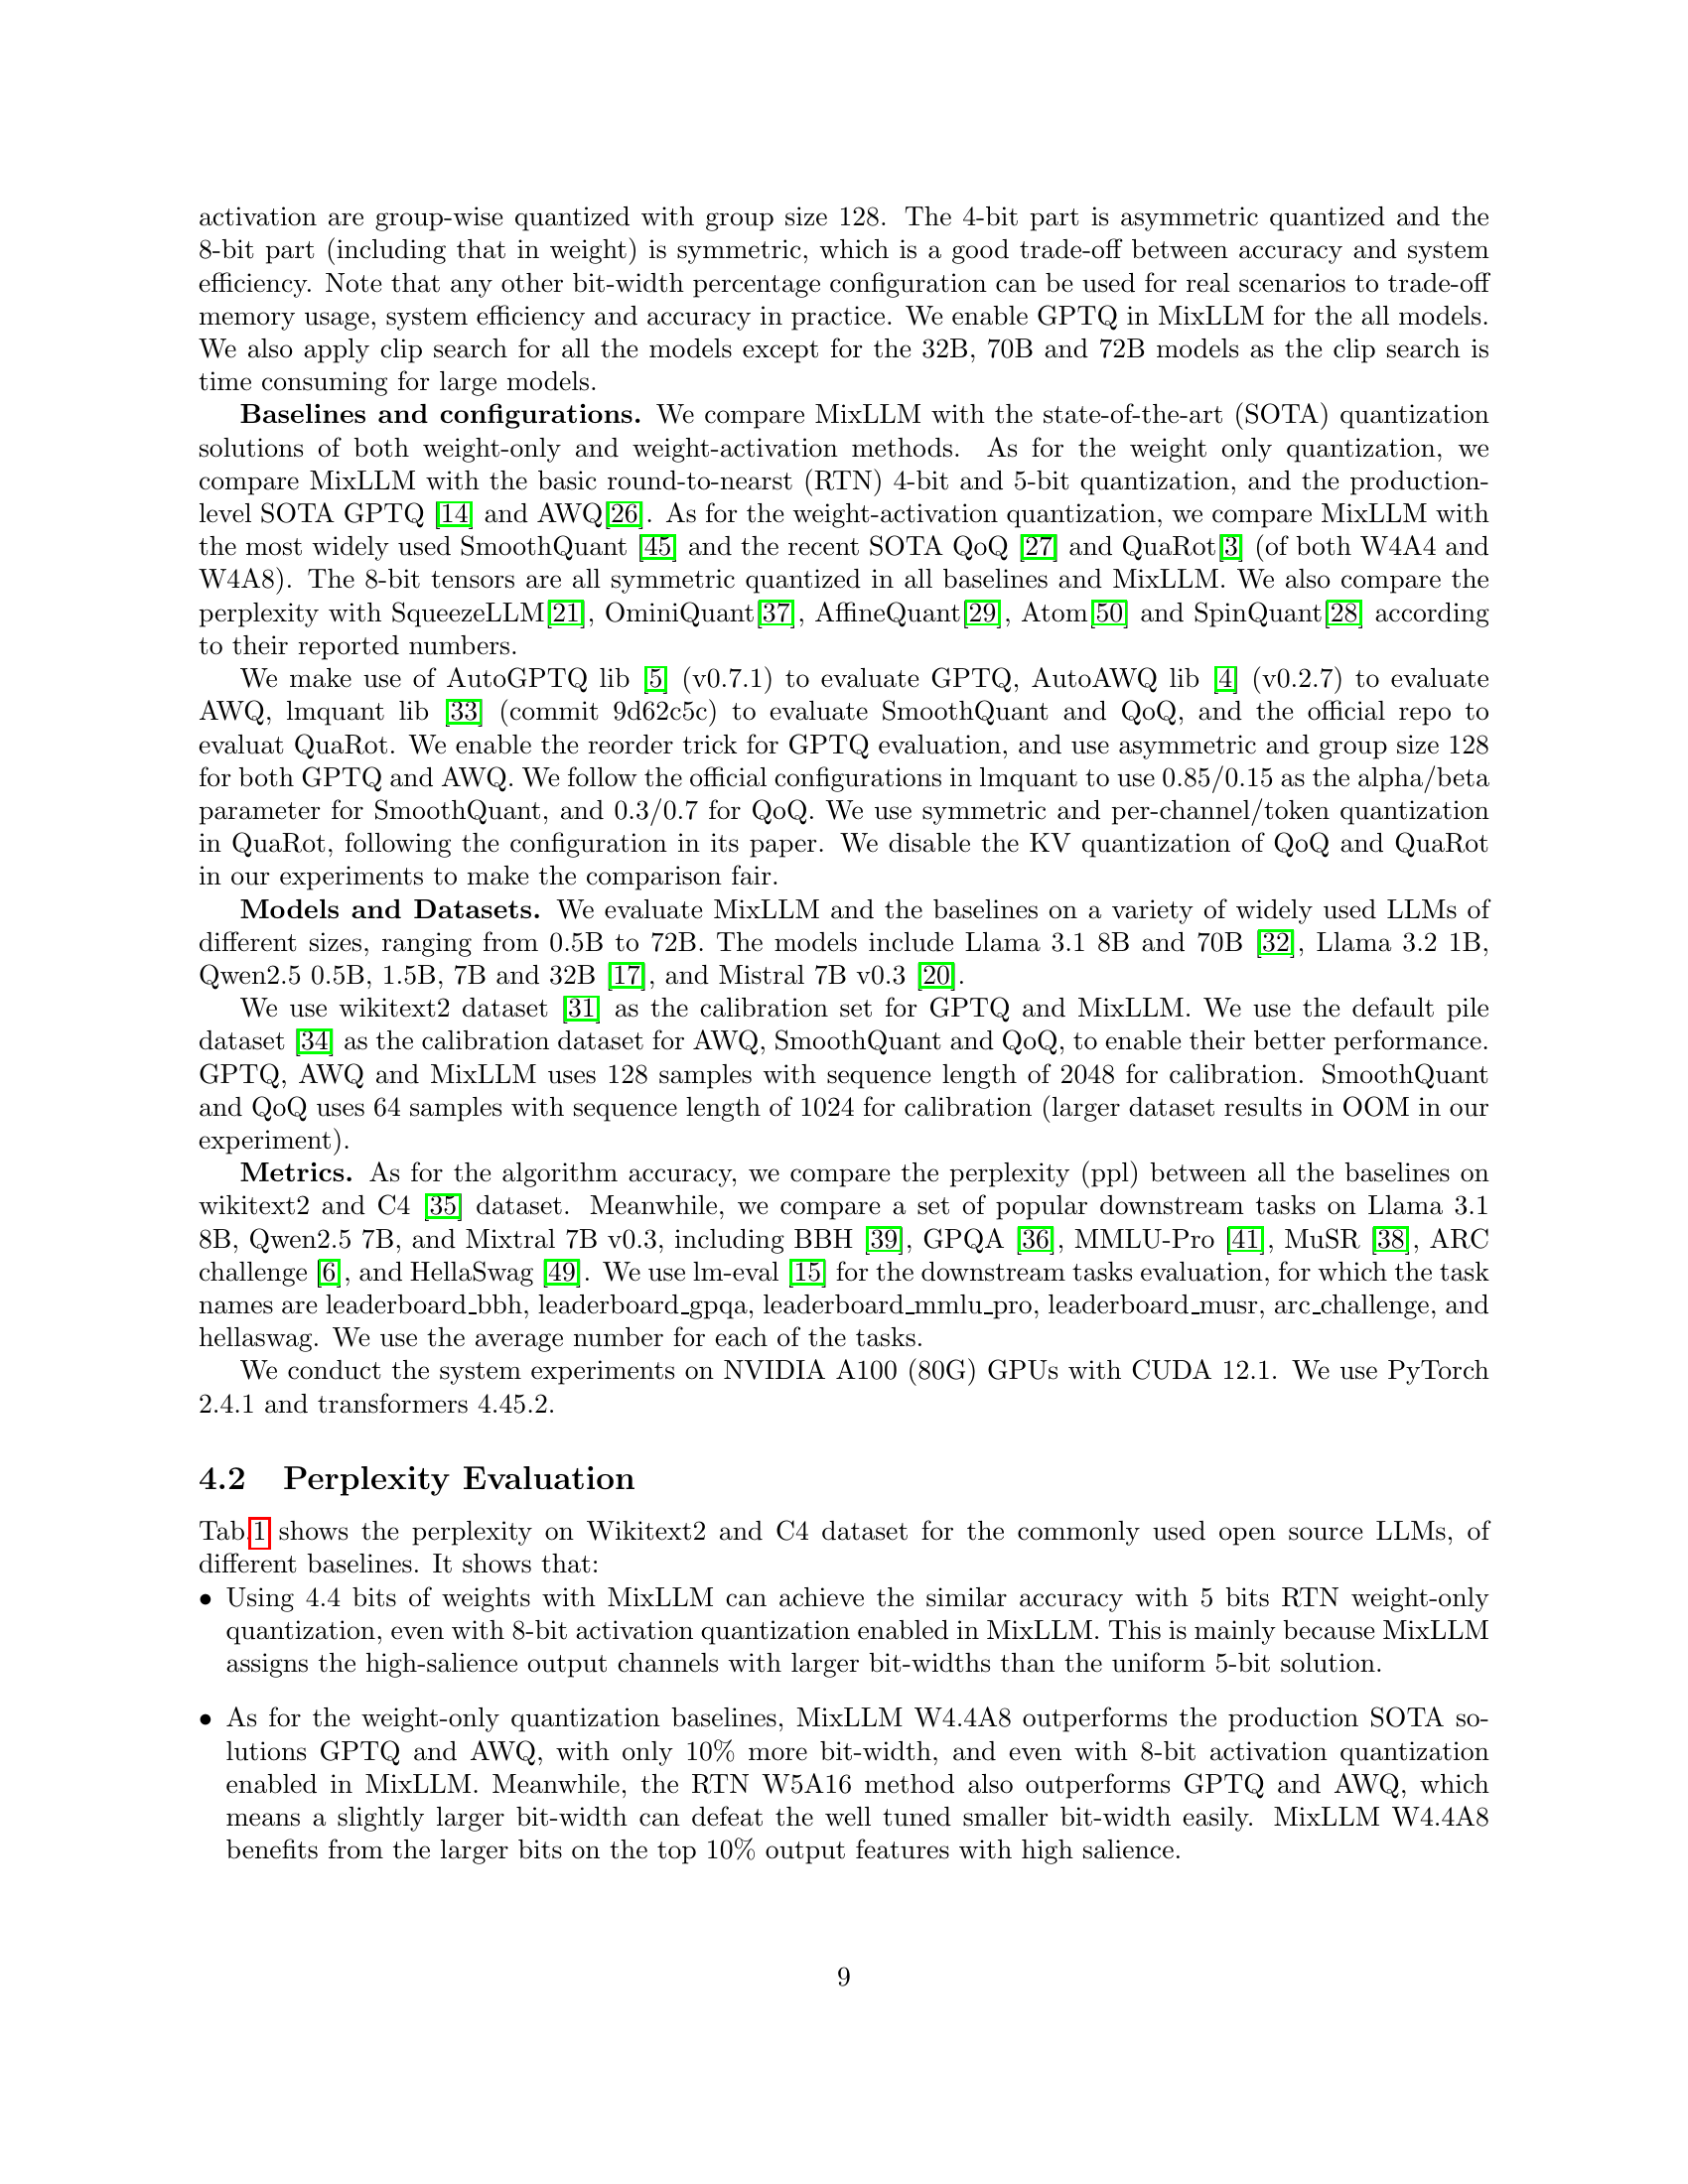 activation are group-wise quantized with group size 128. The 4-bit part is asymmetric quantized and the
8-bit part (including that in weight) is symmetric, which is a good trade-off between accuracy and system
efficiency. Note that any other bit-width percentage configuration can be used for real scenarios to trade-off
memory usage, system efficiency and accuracy in practice. We enable GPTQ in MixLLM for the all models.
We also apply clip search for all the models except for the 32B, 70B and 72B models as the clip search is
time consuming for large models.
Baselines and configurations. We compare MixLLM with the state-of-the-art (SOTA) quantization
solutions of both weight-only and weight-activation methods. As for the weight only quantization, we
compare MixLLM with the basic round-to-nearst (RTN) 4-bit and 5-bit quantization, and the production-
level SOTA GPTQ [14] and AWQ[26]. As for the weight-activation quantization, we compare MixLLM with
the most widely used SmoothQuant [45] and the recent SOTA QoQ [27] and QuaRot[3] (of both W4A4 and
W4A8). The 8-bit tensors are all symmetric quantized in all baselines and MixLLM. We also compare the
perplexity with SqueezeLLM[21], OminiQuant[37], AffineQuant[29], Atom[50] and SpinQuant[28] according
to their reported numbers.
We make use of AutoGPTQ lib [5] (v0.7.1) to evaluate GPTQ, AutoAWQ lib [4] (v0.2.7) to evaluate
AWQ, lmquant lib [33] (commit 9d62c5c) to evaluate SmoothQuant and QoQ, and the official repo to
evaluat QuaRot. We enable the reorder trick for GPTQ evaluation, and use asymmetric and group size 128
for both GPTQ and AWQ. We follow the official configurations in lmquant to use 0.85/0.15 as the alpha/beta
parameter for SmoothQuant, and 0.3/0.7 for QoQ. We use symmetric and per-channel/token quantization
in QuaRot, following the configuration in its paper. We disable the KV quantization of QoQ and QuaRot
in our experiments to make the comparison fair.
Models and Datasets. We evaluate MixLLM and the baselines on a variety of widely used LLMs of
different sizes, ranging from 0.5B to 72B. The models include Llama 3.1 8B and 70B [32], Llama 3.2 1B,
Qwen2.5 0.5B, 1.5B, 7B and 32B [17], and Mistral 7B v0.3 [20].
We use wikitext2 dataset [31] as the calibration set for GPTQ and MixLLM. We use the default pile
dataset [34] as the calibration dataset for AWQ, SmoothQuant and QoQ, to enable their better performance.
GPTQ, AWQ and MixLLM uses 128 samples with sequence length of 2048 for calibration. SmoothQuant
and QoQ uses 64 samples with sequence length of 1024 for calibration (larger dataset results in OOM in our
experiment).
Metrics. As for the algorithm accuracy, we compare the perplexity (ppl) between all the baselines on
wikitext2 and C4 [35] dataset. Meanwhile, we compare a set of popular downstream tasks on Llama 3.1
8B, Qwen2.5 7B, and Mixtral 7B v0.3, including BBH [39], GPQA [36], MMLU-Pro [41], MuSR [38], ARC
challenge [6], and HellaSwag [49]. We use lm-eval [15] for the downstream tasks evaluation, for which the task
names are leaderboard_bbh, leaderboard_gpqa, leaderboard_mmlu_pro, leaderboard_musr, arc_challenge, and
hellaswag. We use the average number for each of the tasks.
We conduct the system experiments on NVIDIA A100 (80G) GPUs with CUDA 12.1. We use PyTorch
2.4.1 and transformers 4.45.2.
4.2 Perplexity Evaluation
Tab.1 shows the perplexity on Wikitext2 and C4 dataset for the commonly used open source LLMs, of
different baselines. It shows that:
• Using 4.4 bits of weights with MixLLM can achieve the similar accuracy with 5 bits RTN weight-only
quantization, even with 8-bit activation quantization enabled in MixLLM. This is mainly because MixLLM
assigns the high-salience output channels with larger bit-widths than the uniform 5-bit solution.
• As for the weight-only quantization baselines, MixLLM W4.4A8 outperforms the production SOTA so-
lutions GPTQ and AWQ, with only 10% more bit-width, and even with 8-bit activation quantization
enabled in MixLLM. Meanwhile, the RTN W5A16 method also outperforms GPTQ and AWQ, which
means a slightly larger bit-width can defeat the well tuned smaller bit-width easily. MixLLM W4.4A8
benefits from the larger bits on the top 10% output features with high salience.
9